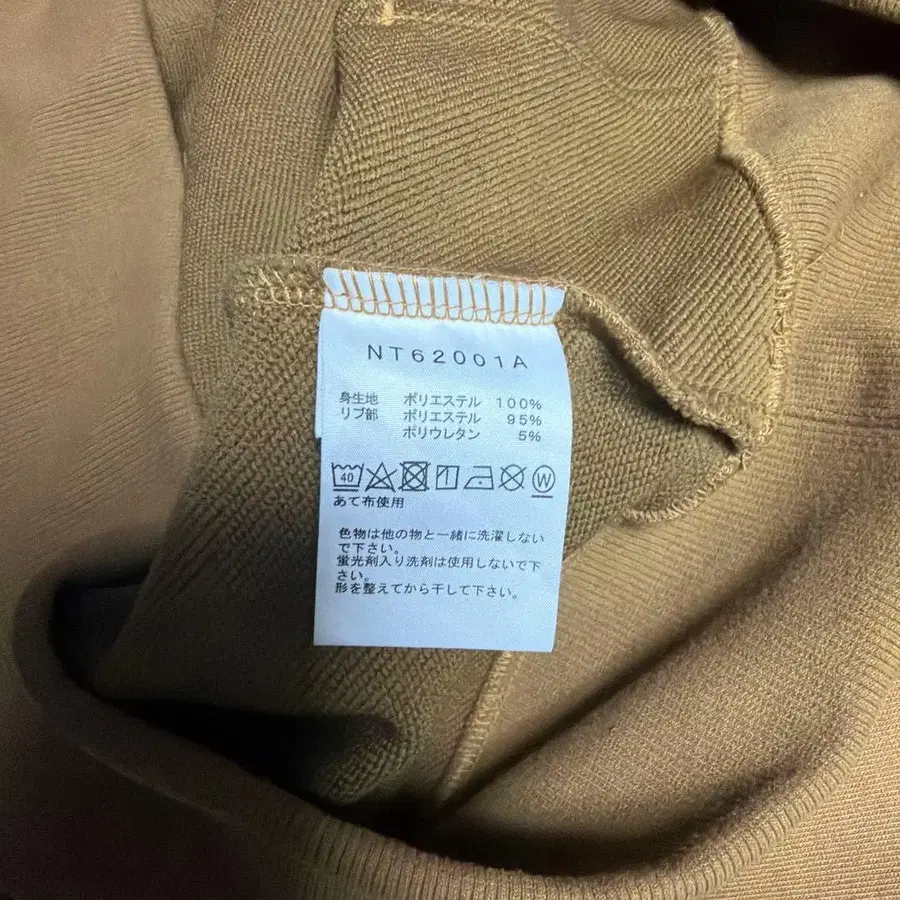 NT62001A
身生地 ポリエステル 100%
リブ部 ポリエステル 95%
ポリウレタン 5%
40 W
あて布使用
色物は他の物と一緒に洗濯しない
で下さい。
蛍光剤入り洗剤は使用しないで下
さい。
形を整えてから干して下さい。